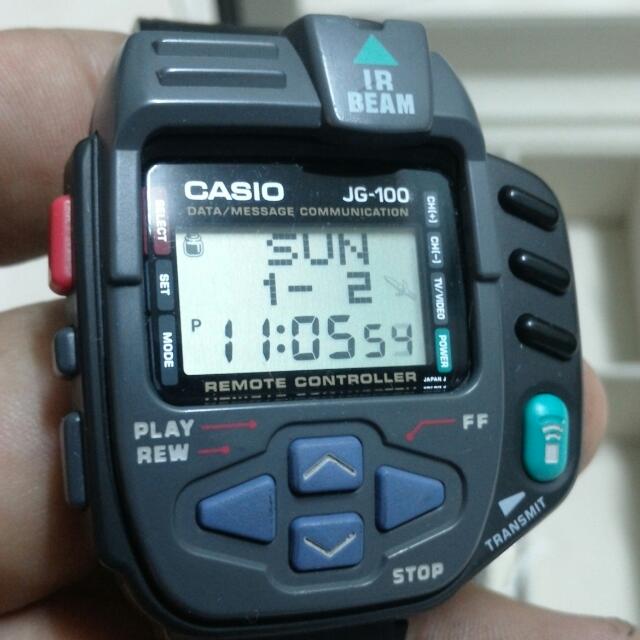 IR
BEAM
CASIO JG-100
DATA/MESSAGE COMMUNICATION
SELECT
SET
MODE
SUN
1- 2
P 11:05 54
CH(+)
CH(-)
TV/VIDEO
POWER
REMOTE CONTROLLER
JAPAN J
PLAY
REW
FF
STOP
TRANSMIT